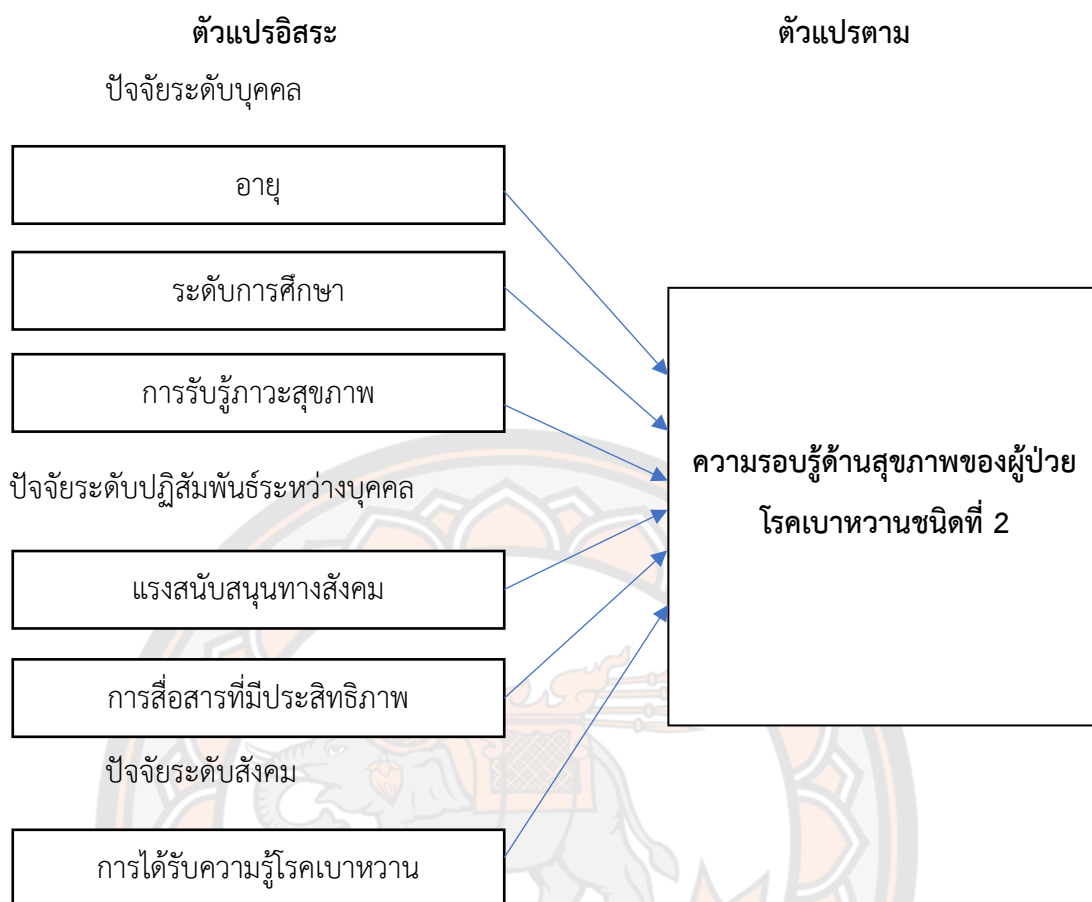 ตัวแปรอิสระ
ตัวแปรตาม
ปัจจัยระดับบุคคล
อายุ
ระดับการศึกษา
การรับรู้ภาวะสุขภาพ
ปัจจัยระดับปฏิสัมพันธ์ระหว่างบุคคล
แรงสนับสนุนทางสังคม
การสื่อสารที่มีประสิทธิภาพ
ปัจจัยระดับสังคม
การได้รับความรู้โรคเบาหวาน
ความรอบรู้ด้านสุขภาพของผู้ป่วย
โรคเบาหวานชนิดที่ 2